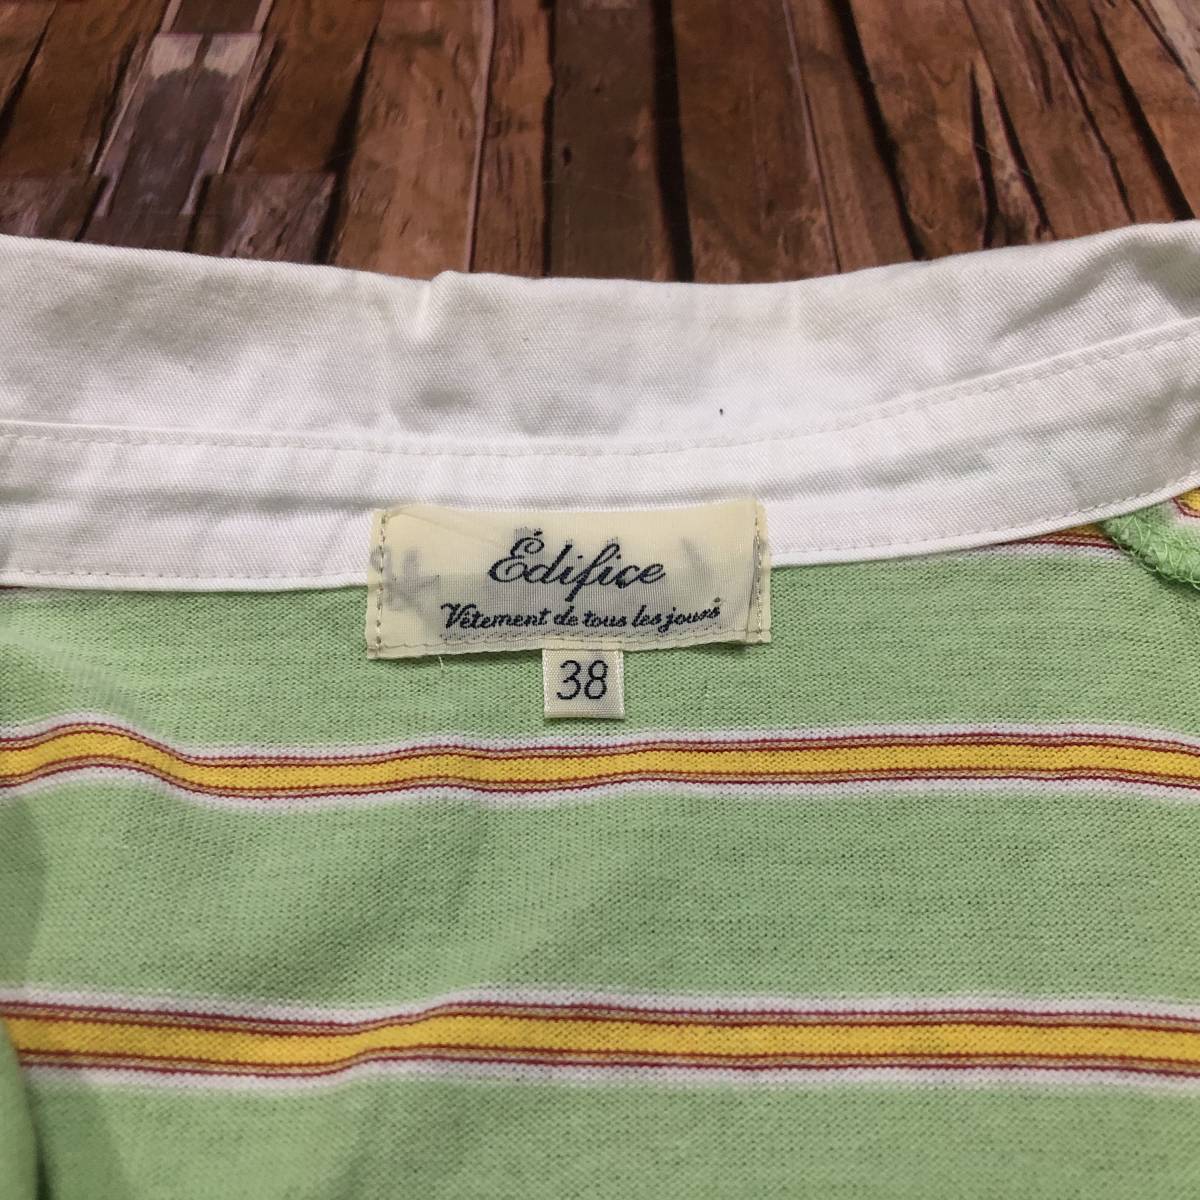 Édifice
Vêtement de tous les jours
38